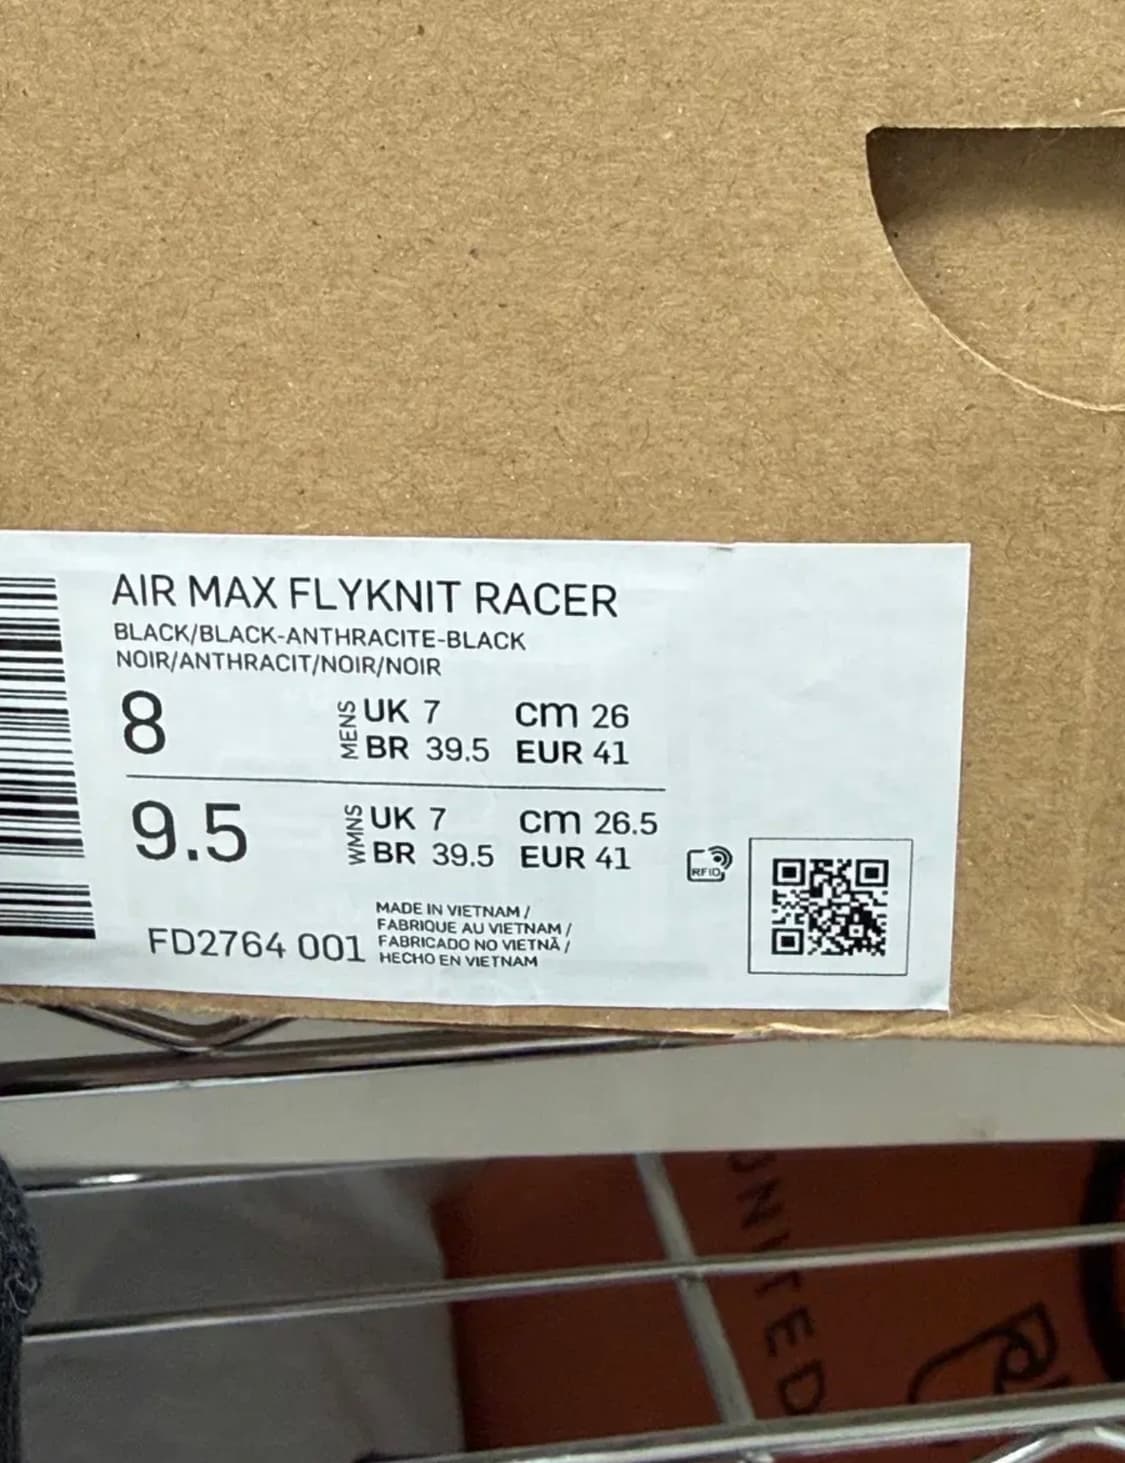 AIR MAX FLYKNIT RACER
BLACK/BLACK-ANTHRACITE-BLACK
NOIR/ANTHRACIT/NOIR/NOIR
8
MENS
UK 7 cm 26
BR 39.5 EUR 41
9.5
WMNS
UK 7 cm 26.5
BR 39.5 EUR 41
RFID
FD2764 001
MADE IN VIETNAM /
FABRIQUE AU VIETNAM /
FABRICADO NO VIETNÃ /
HECHO EN VIETNAM
UNITED